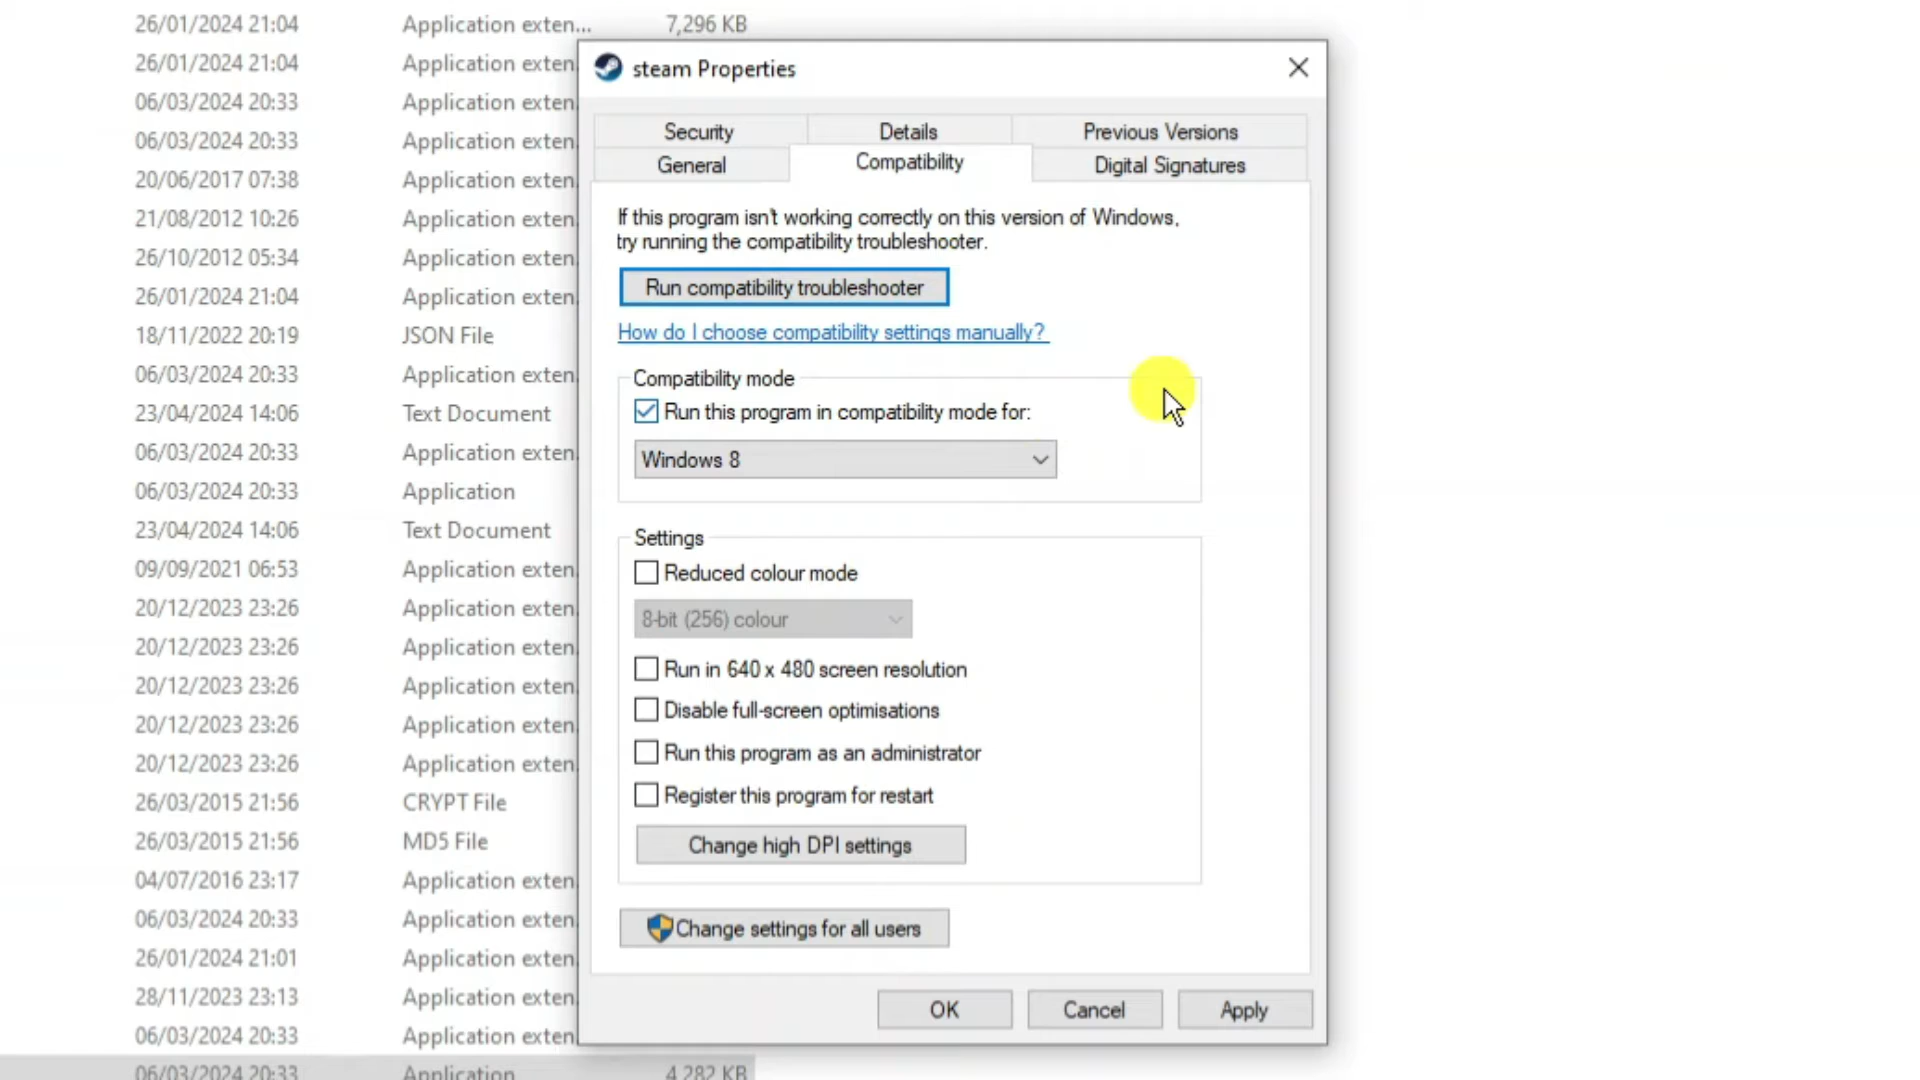 26/01/2024 21:04 Application exten... 7,296 KB
26/01/2024 21:04 Application exten.
06/03/2024 20:33 Application exten.
06/03/2024 20:33 Application exten.
20/06/2017 07:38 Application exten.
21/08/2012 10:26 Application exten.
26/10/2012 05:34 Application exten.
26/01/2024 21:04 Application exten.
18/11/2022 20:19 JSON File
06/03/2024 20:33 Application exten.
23/04/2024 14:06 Text Document
06/03/2024 20:33 Application exten.
06/03/2024 20:33 Application
23/04/2024 14:06 Text Document
09/09/2021 06:53 Application exten.
20/12/2023 23:26 Application exten.
20/12/2023 23:26 Application exten.
20/12/2023 23:26 Application exten.
20/12/2023 23:26 Application exten.
20/12/2023 23:26 Application exten.
26/03/2015 21:56 CRYPT File
26/03/2015 21:56 MD5 File
04/07/2016 23:17 Application exten.
06/03/2024 20:33 Application exten.
26/01/2024 21:01 Application exten.
28/11/2023 23:13 Application exten.
06/03/2024 20:33 Application exten.
06/03/2024 20:33 Application 4,282 KB
steam Properties
Security Details Previous Versions
General Compatibility Digital Signatures
If this program isn't working correctly on this version of Windows,
try running the compatibility troubleshooter.
Run compatibility troubleshooter
How do I choose compatibility settings manually?
Compatibility mode
Run this program in compatibility mode for:
Windows 8
Settings
Reduced colour mode
8-bit (256) colour
Run in 640 x 480 screen resolution
Disable full-screen optimisations
Run this program as an administrator
Register this program for restart
Change high DPI settings
Change settings for all users
OK Cancel Apply